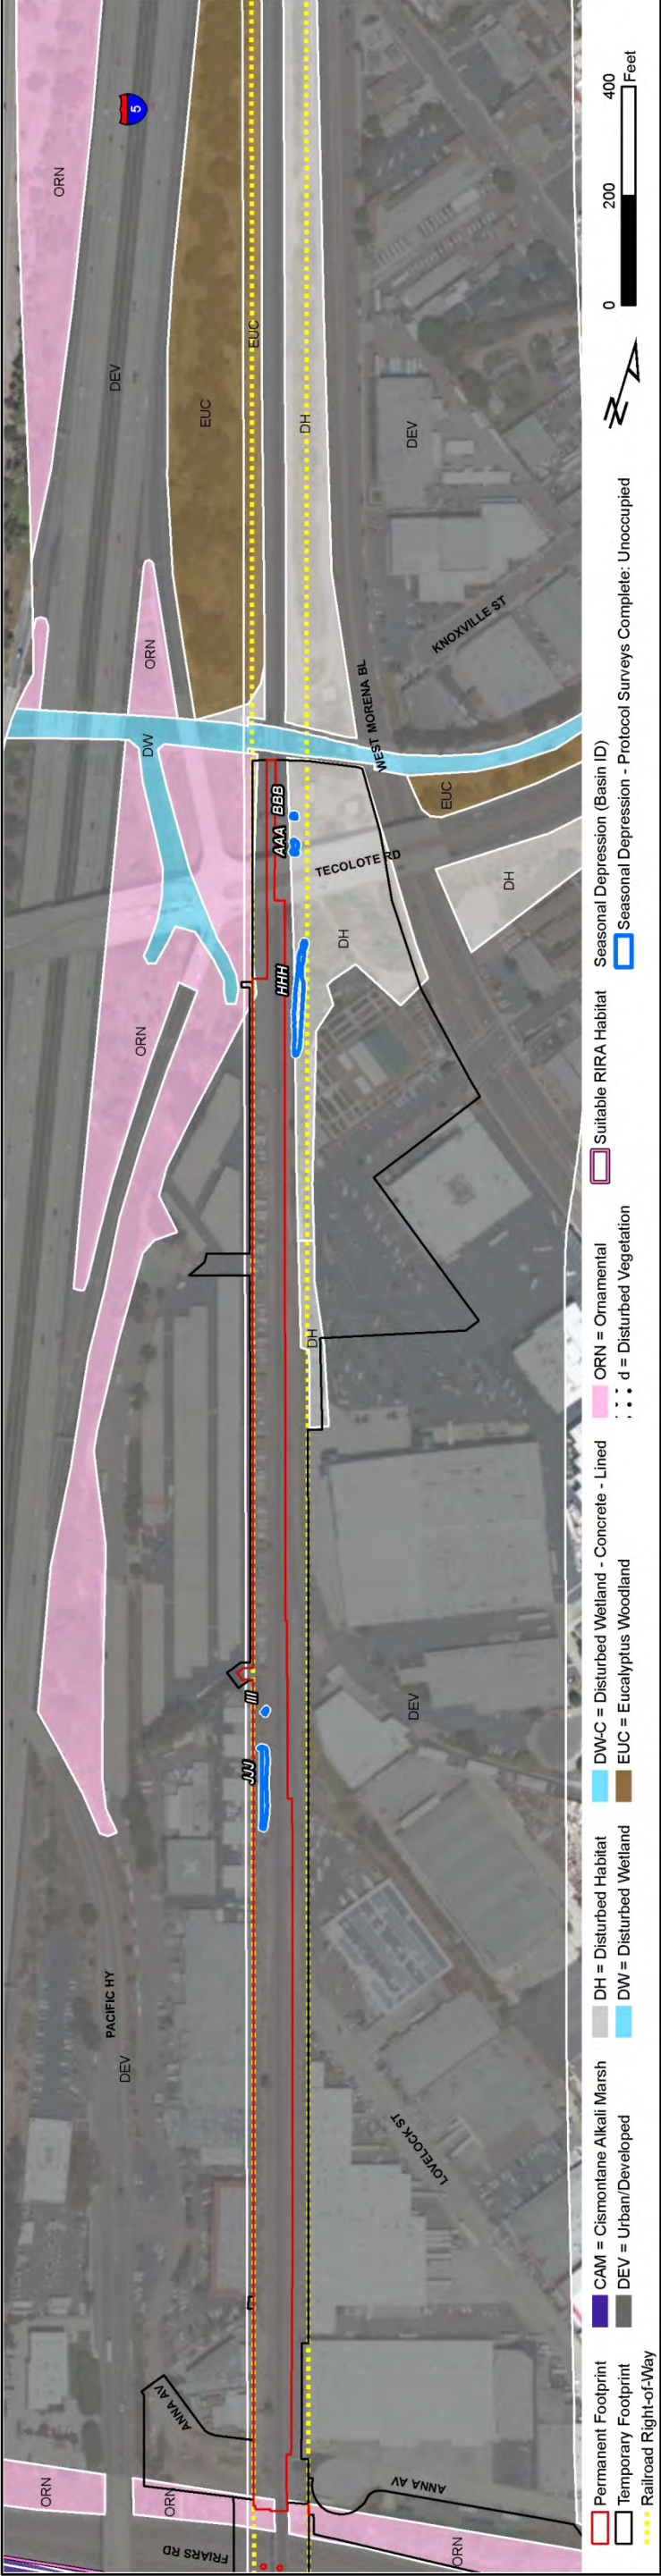 ORN
5
DEV
EUC
EUC
DH
DEV
KNOXVILLE ST
ORN
WEST MORENA BL
DW
EUC
BBB
AAA
TECOLOTE RD
DH
DH
HHH
ORN
DH
III
JJJ
DEV
PACIFIC HY
DEV
LOVELOCK ST
ANNA AV
ANNA AV
ORN
ORN
FRIARS RD
ORN
Permanent Footprint
Temporary Footprint
Railroad Right-of-Way
CAM = Cismontane Alkali Marsh
DEV = Urban/Developed
DH = Disturbed Habitat
DW = Disturbed Wetland
DW-C = Disturbed Wetland - Concrete - Lined
EUC = Eucalyptus Woodland
ORN = Ornamental
d = Disturbed Vegetation
Suitable RIRA Habitat
Seasonal Depression (Basin ID)
Seasonal Depression - Protocol Surveys Complete: Unoccupied
N
0 200 400
Feet